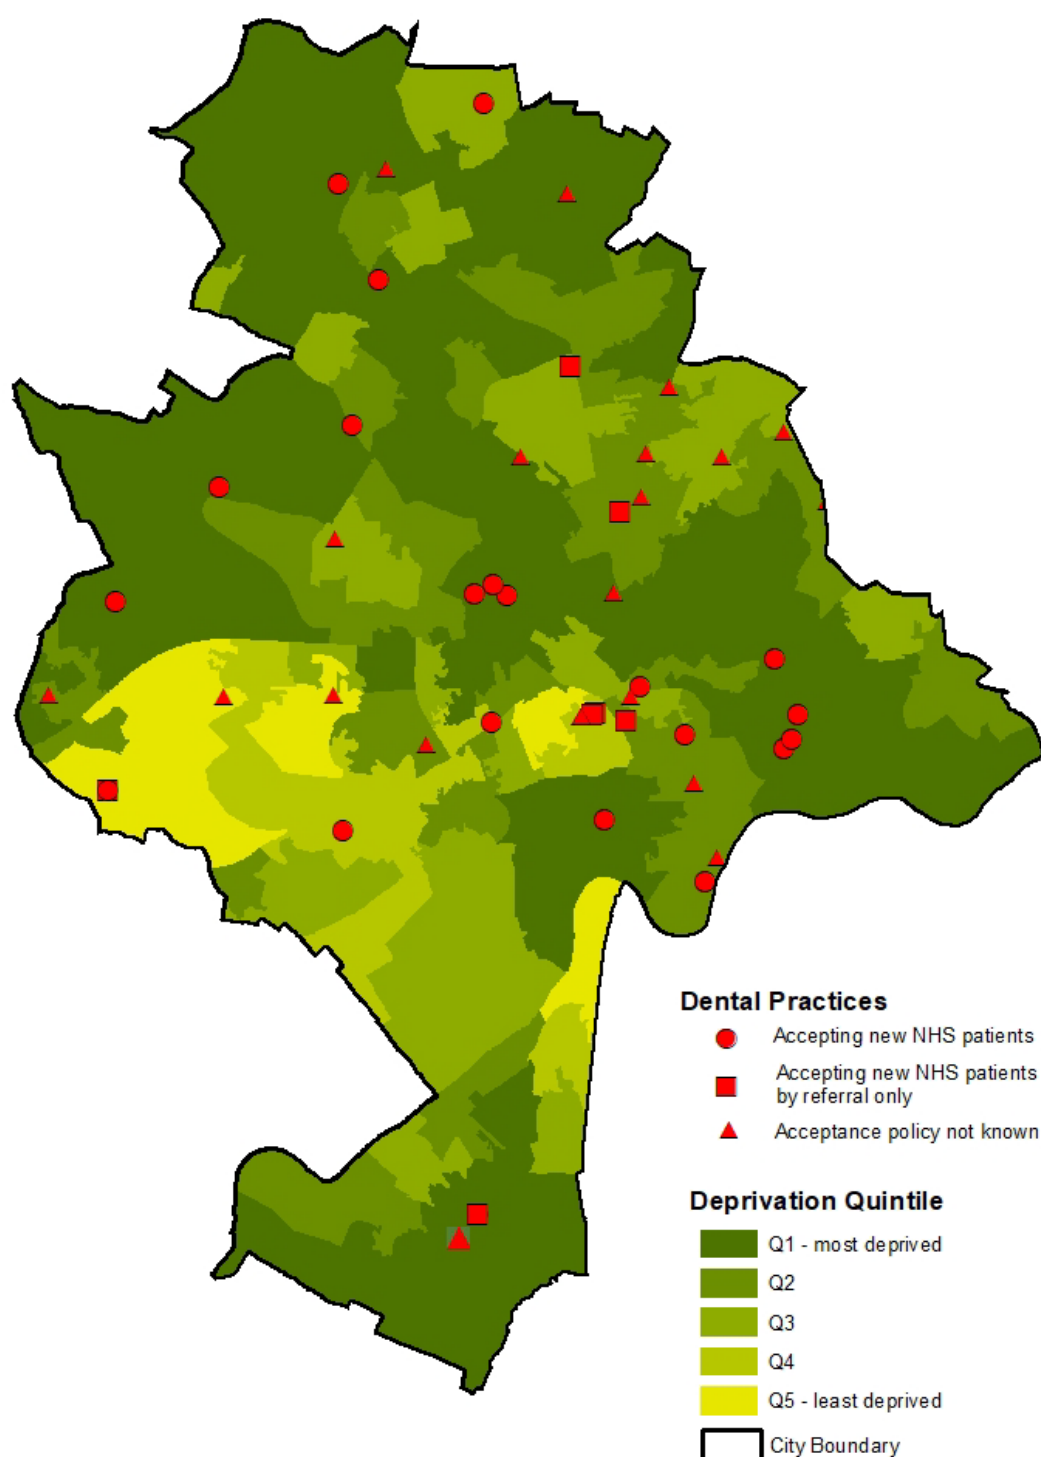 Dental Practices
Accepting new NHS patients
Accepting new NHS patients
by referral only
Acceptance policy not known
Deprivation Quintile
Q1 - most deprived
Q2
Q3
Q4
Q5 - least deprived
City Boundary